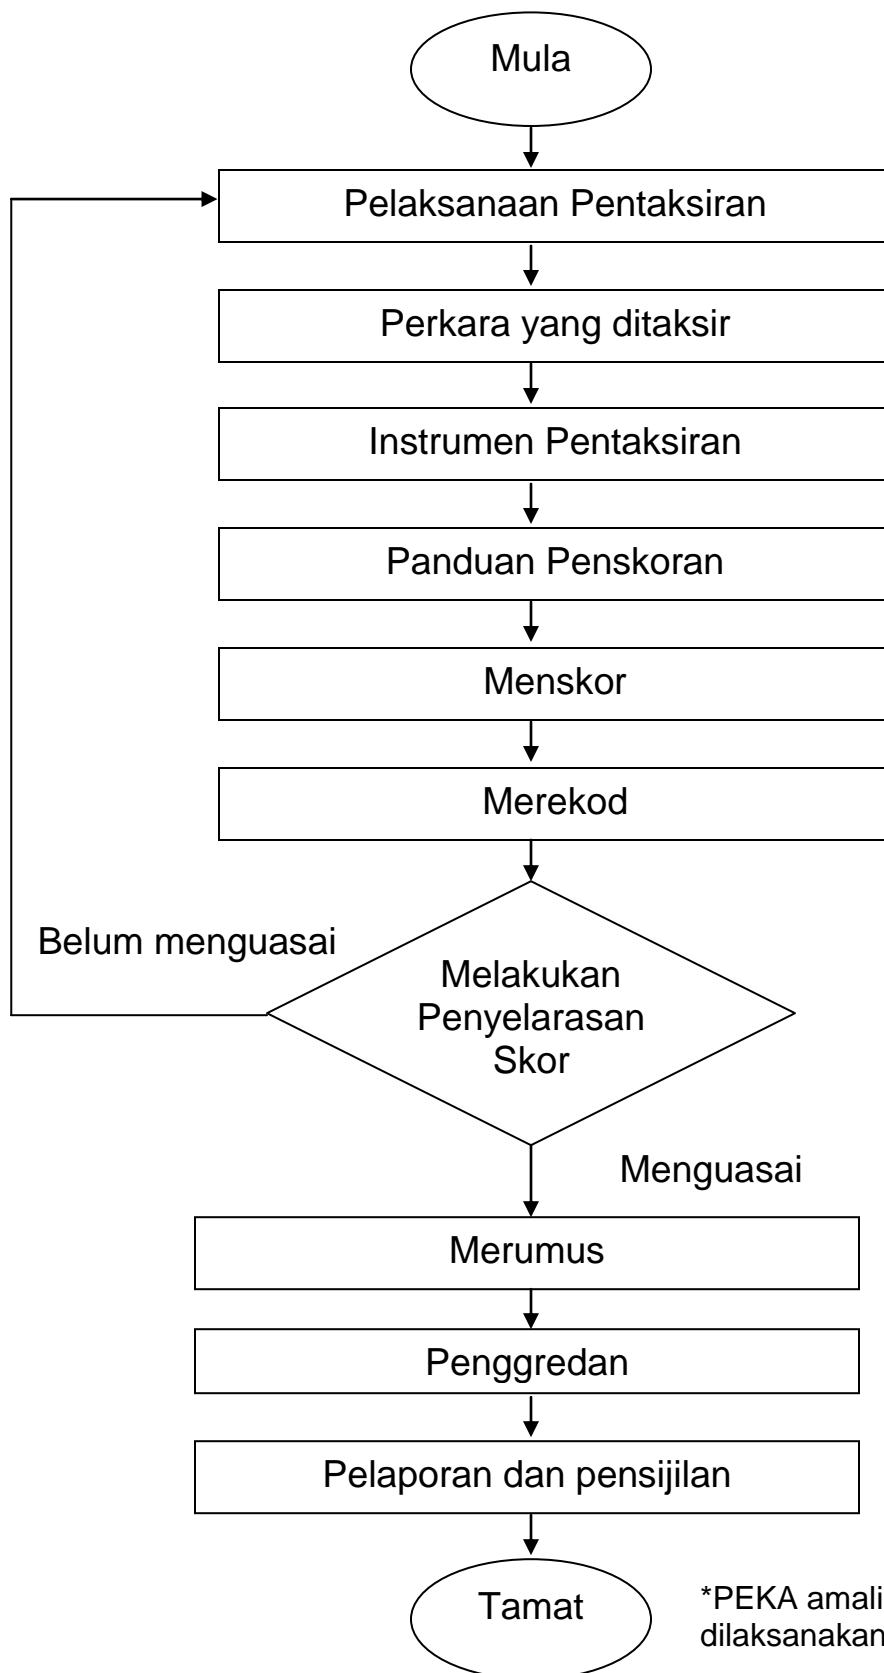 Mula
Pelaksanaan Pentaksiran
Perkara yang ditaksir
Instrumen Pentaksiran
Panduan Penskoran
Menskor
Merekod
Belum menguasai
Melakukan
Penyelarasan
Skor
Menguasai
Merumus
Penggredan
Pelaporan dan pensijilan
Tamat
*PEKA amali
dilaksanakan